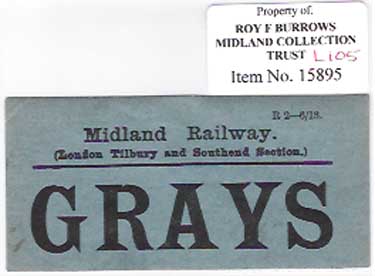 Property of.
ROY F BURROWS
MIDLAND COLLECTION
TRUST L105
Item No. 15895
R 2—6/13.
Midland Railway.
(London Tilbury and Southend Section.)
GRAYS